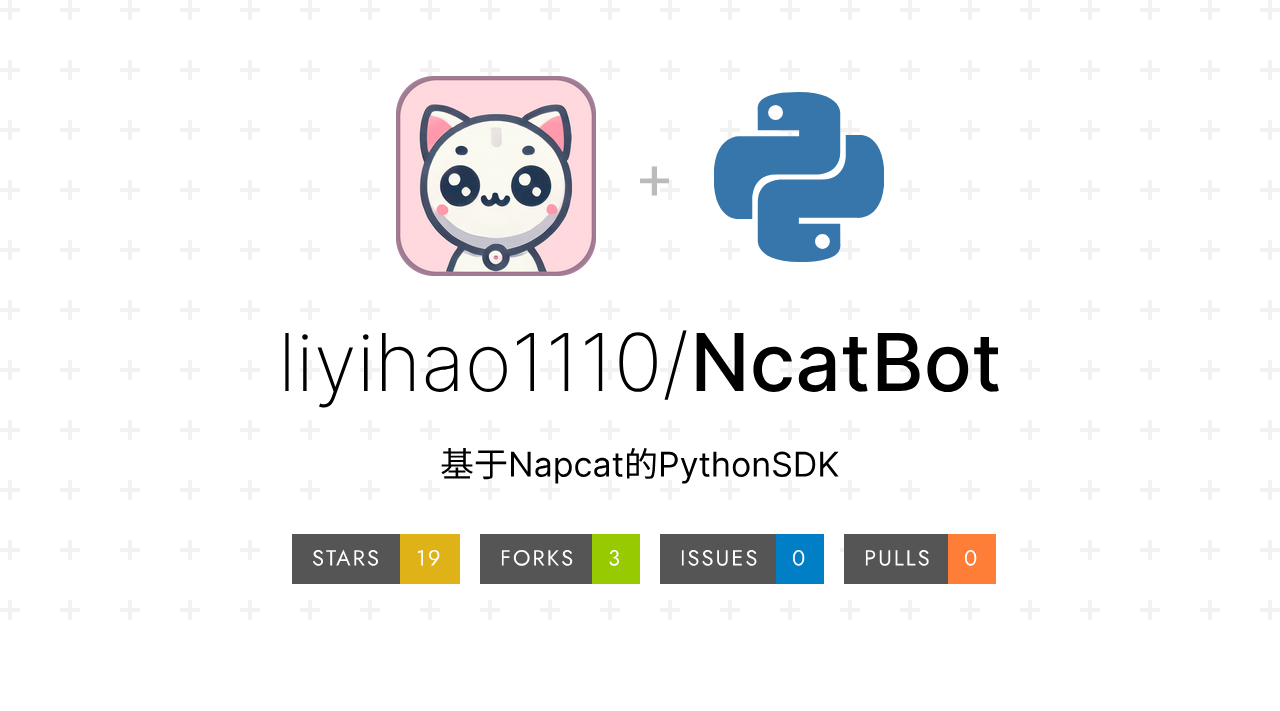 liyihao1110/NcatBot
基于Napcat的PythonSDK
STARS 19 FORKS 3 ISSUES 0 PULLS 0